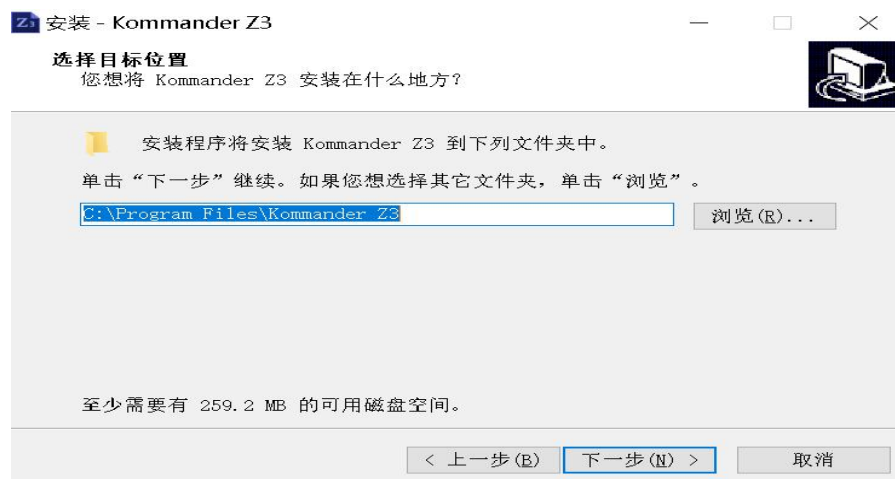 Z3 安装 - Kommander Z3
选择目标位置
您想将 Kommander Z3 安装在什么地方？
安装程序将安装 Kommander Z3 到下列文件夹中。
单击“下一步”继续。如果您想选择其它文件夹，单击“浏览”。
C:\Program Files\Kommander Z3
浏览(R)...
至少需要有 259.2 MB 的可用磁盘空间。
< 上一步(B) 下一步(N) > 取消